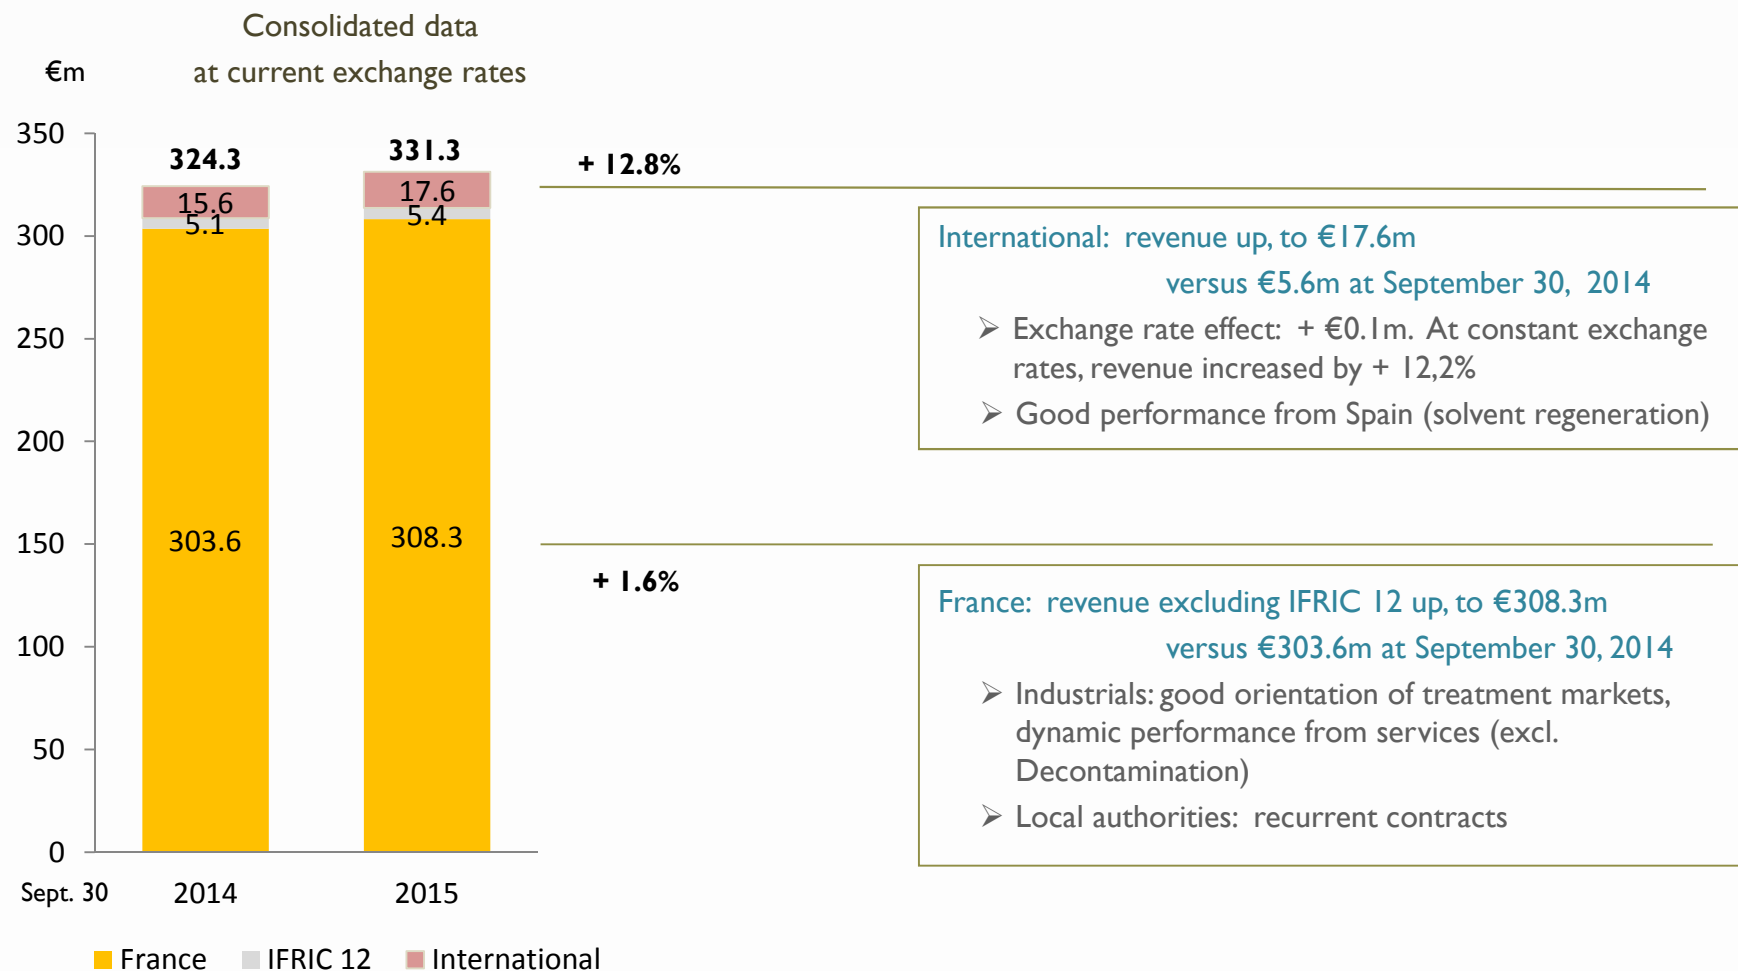 Consolidated data
€m
at current exchange rates
350
300
250
200
150
100
50
0
324.3
331.3
15.6
17.6
5.1
5.4
303.6
308.3
Sept. 30
2014
2015
France
IFRIC 12
International
+ 12.8%
International: revenue up, to €17.6m
versus €5.6m at September 30, 2014
➢ Exchange rate effect: + €0.1m. At constant exchange
rates, revenue increased by + 12,2%
➢ Good performance from Spain (solvent regeneration)
+ 1.6%
France: revenue excluding IFRIC 12 up, to €308.3m
versus €303.6m at September 30, 2014
➢ Industrials: good orientation of treatment markets,
dynamic performance from services (excl.
Decontamination)
➢ Local authorities: recurrent contracts